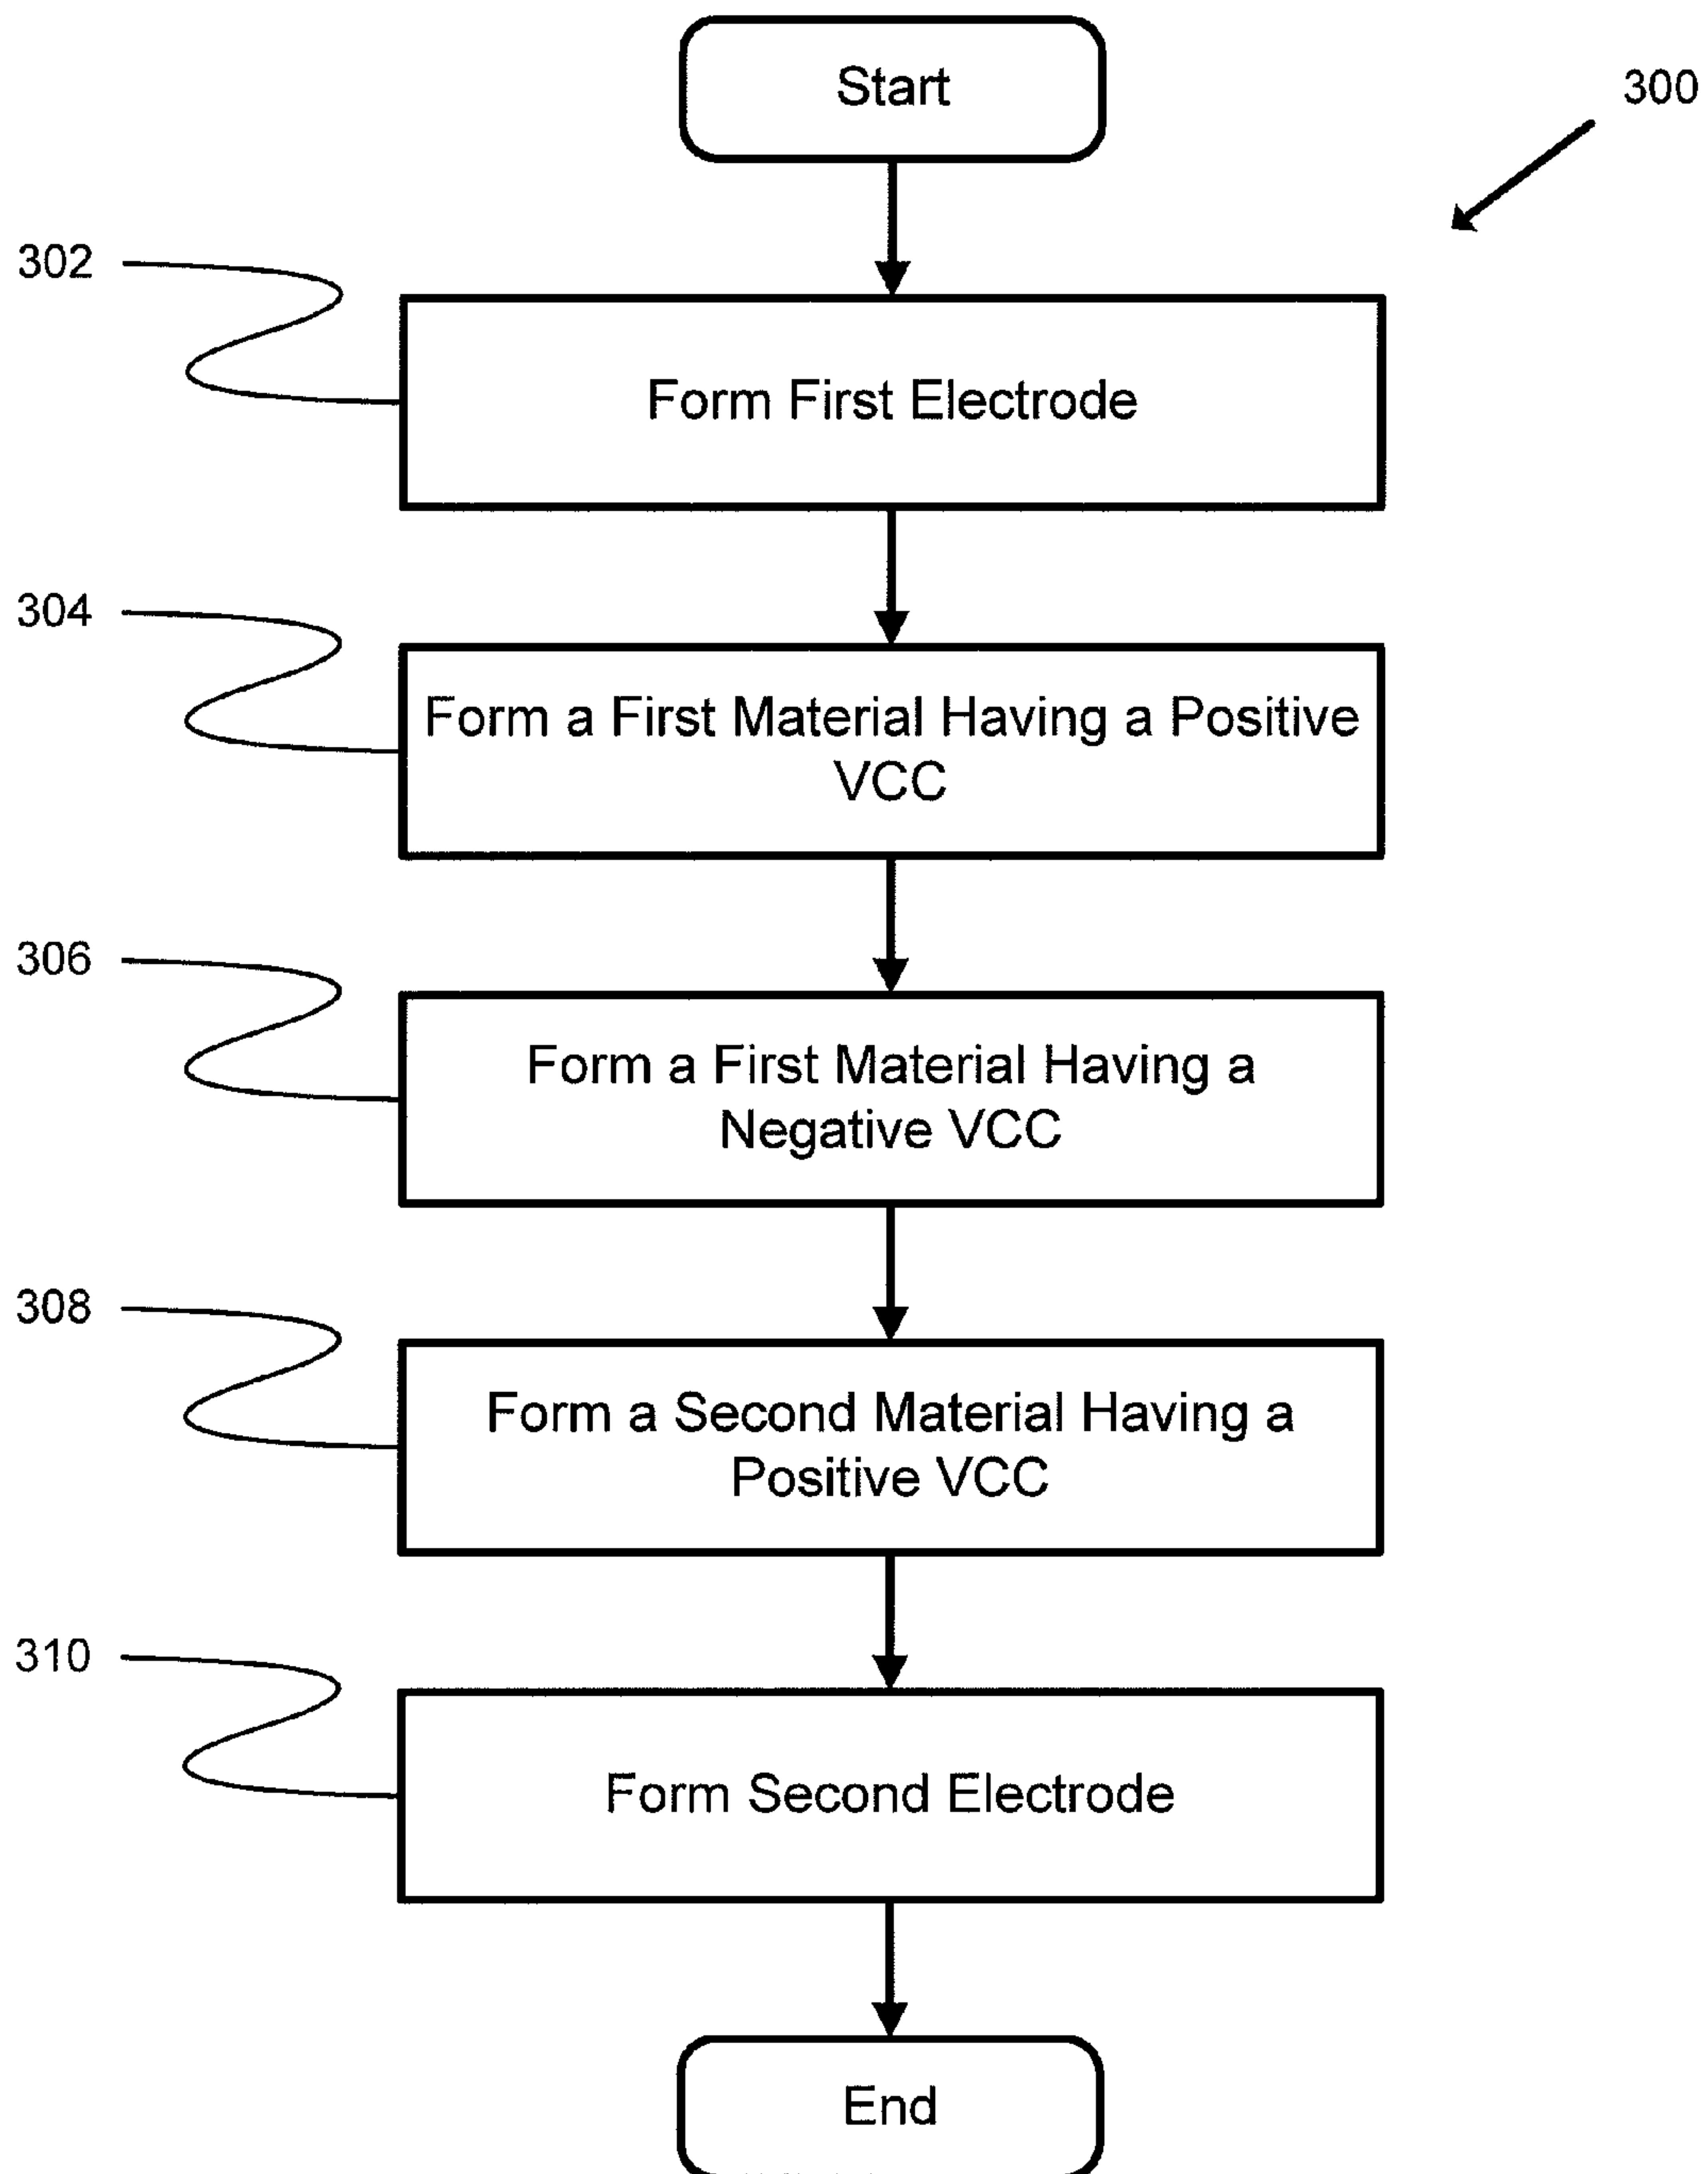 Start
300
302
Form First Electrode
304
Form a First Material Having a Positive
VCC
306
Form a First Material Having a
Negative VCC
308
Form a Second Material Having a
Positive VCC
310
Form Second Electrode
End